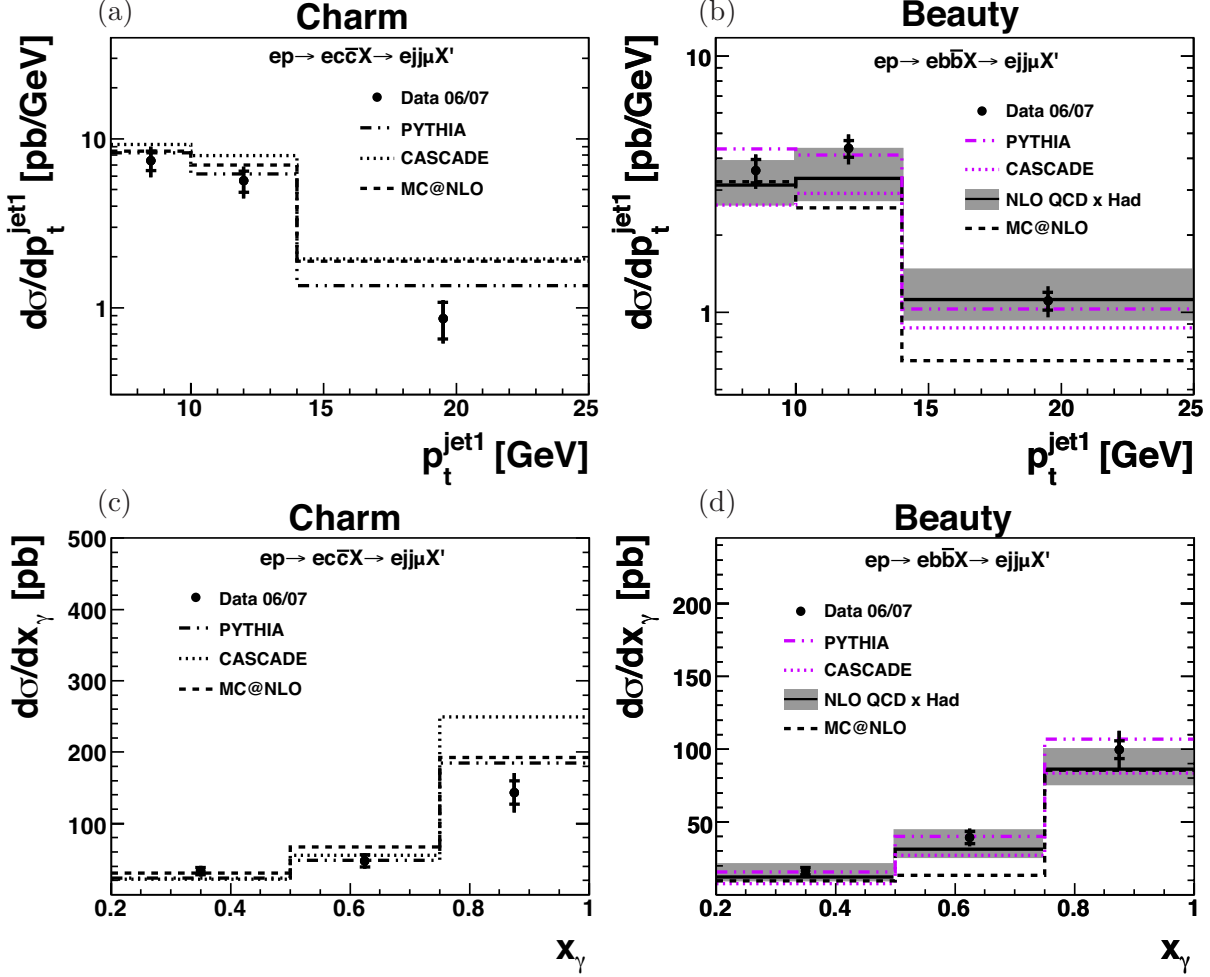 (a)
Charm
ep→ ecc̅X→ ejjμX'
Data 06/07
PYTHIA
CASCADE
MC@NLO
dσ/dp_t^jet1 [pb/GeV]
10
1
10
15
20
25
p_t^jet1 [GeV]
(b)
Beauty
ep→ ebb̅X→ ejjμX'
Data 06/07
PYTHIA
CASCADE
NLO QCD x Had
MC@NLO
dσ/dp_t^jet1 [pb/GeV]
10
1
10
15
20
25
p_t^jet1 [GeV]
(c)
Charm
ep→ ecc̅X→ ejjμX'
Data 06/07
PYTHIA
CASCADE
MC@NLO
dσ/dx_γ [pb]
500
400
300
200
100
0.2
0.4
0.6
0.8
1
x_γ
(d)
Beauty
ep→ ebb̅X→ ejjμX'
Data 06/07
PYTHIA
CASCADE
NLO QCD x Had
MC@NLO
dσ/dx_γ [pb]
200
150
100
50
0.2
0.4
0.6
0.8
1
x_γ